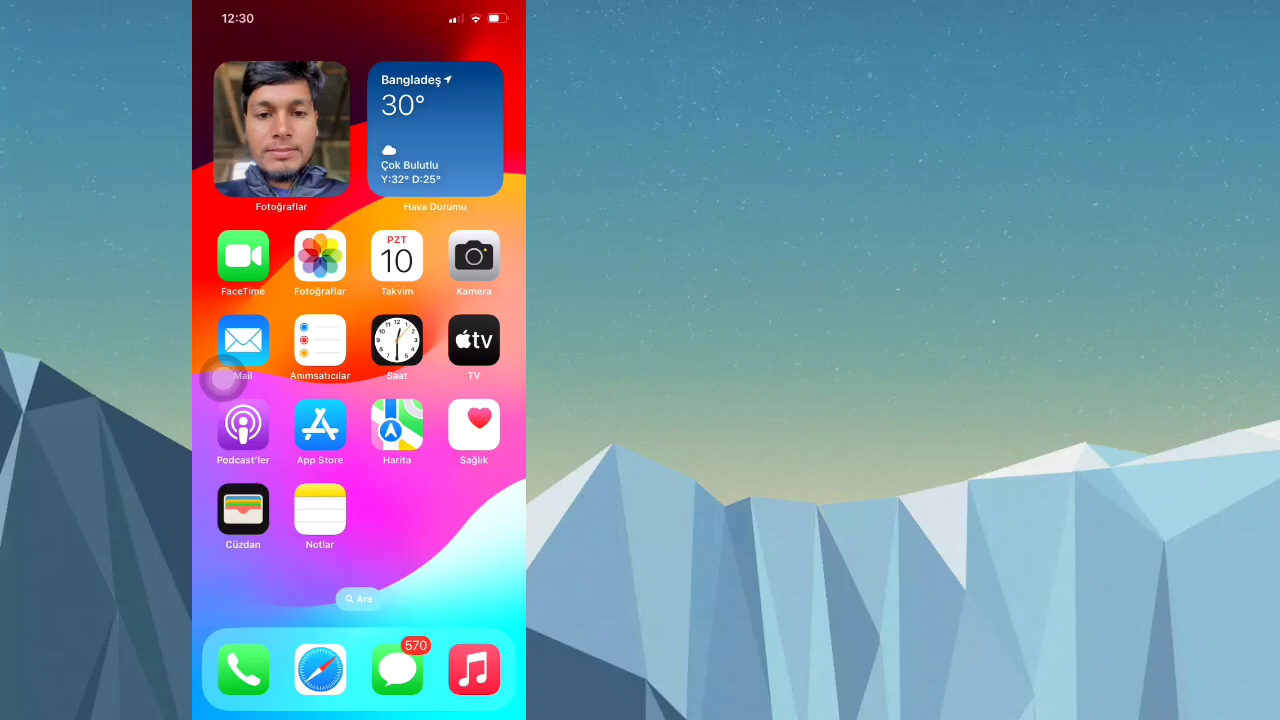 12:30
Bangladeş
30°
Çok Bulutlu
Y:32° D:25°
Fotoğraflar
Hava Durumu
PZT
10
FaceTime
Fotoğraflar
Takvim
Kamera
tv
Mail
Anımsatıcılar
Saat
TV
Podcast'ler
App Store
Harita
Sağlık
Cüzdan
Notlar
Ara
570